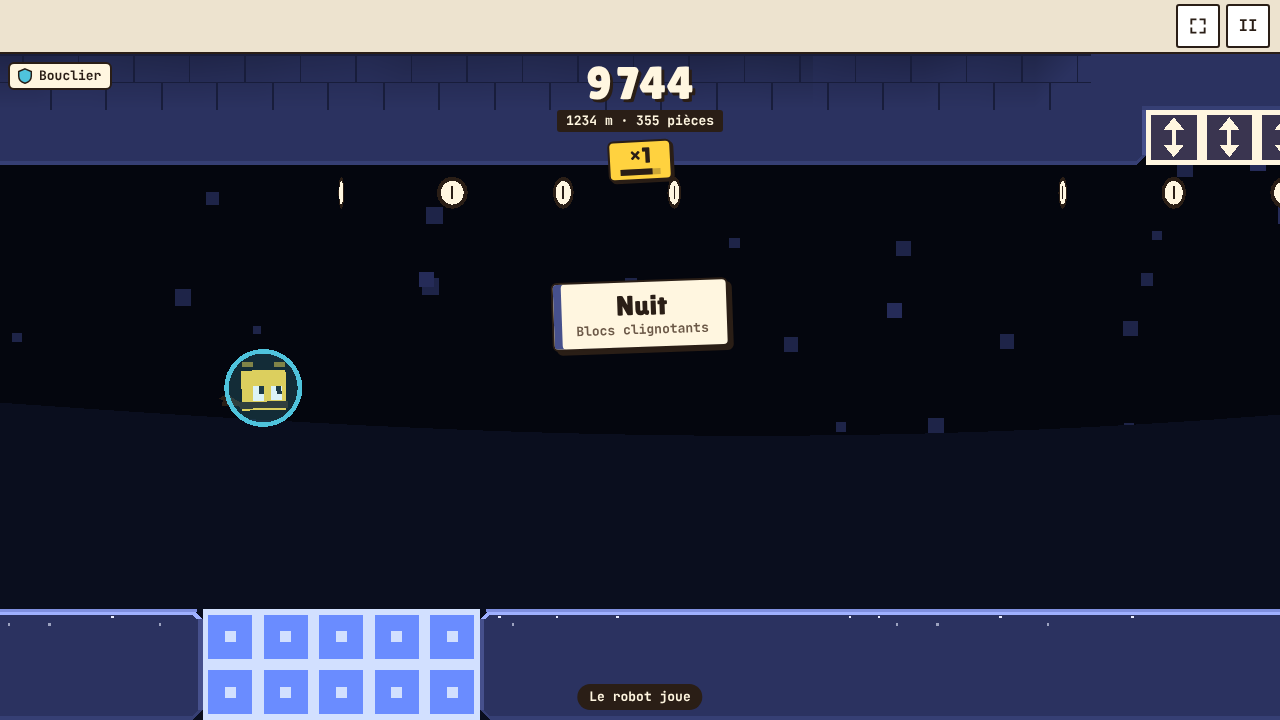 Bouclier
9744
1234 m · 355 pièces
×1
Nuit
Blocs clignotants
Le robot joue